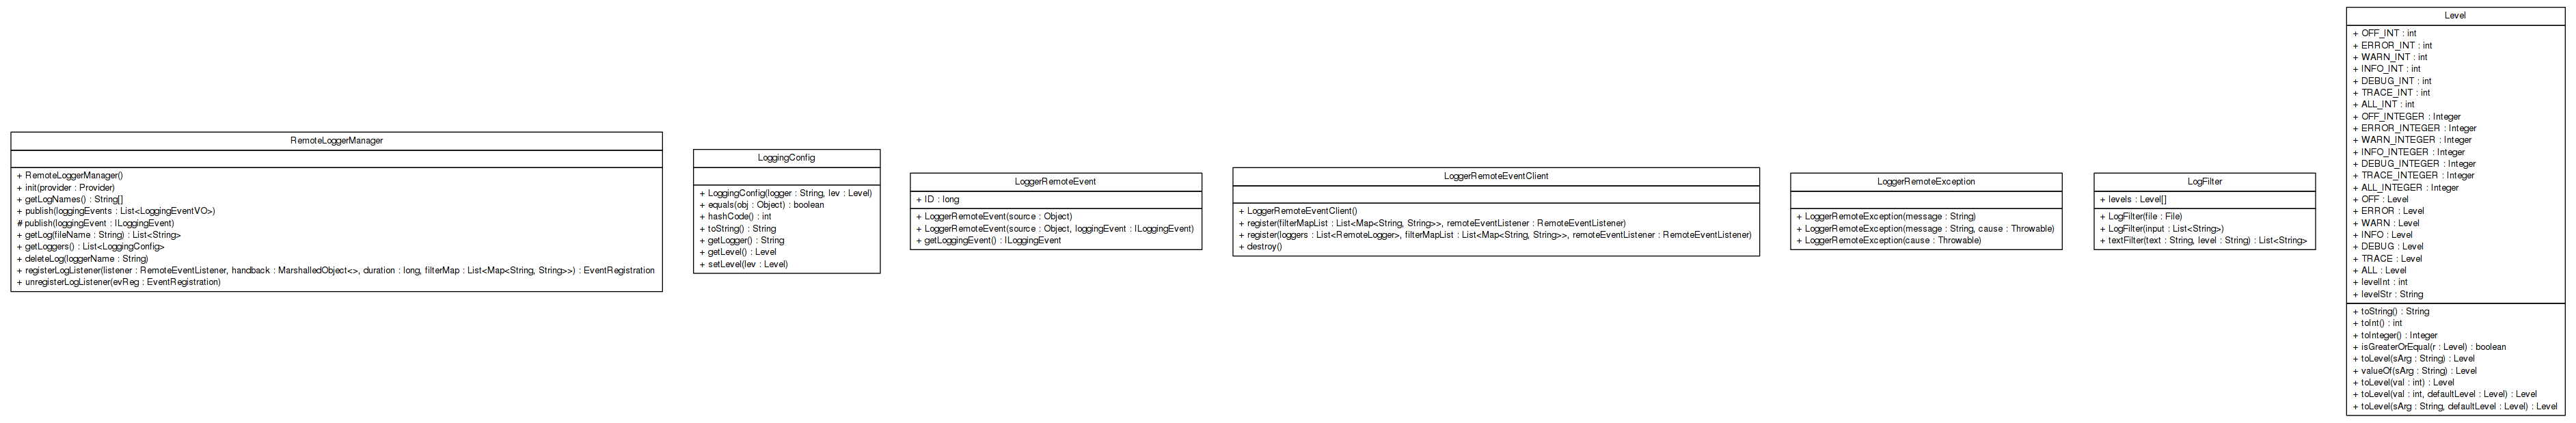 RemoteLoggerManager
+ RemoteLoggerManager()
+ init(provider : Provider)
+ getLogNames() : String[]
+ publish(loggingEvents : List<LoggingEventVO>)
# publish(loggingEvent : ILoggingEvent)
+ getLog(fileName : String) : List<String>
+ getLoggers() : List<LoggingConfig>
+ deleteLog(loggerName : String)
+ registerLogListener(listener : RemoteEventListener, handback : MarshalledObject<>, duration : long, filterMap : List<Map<String, String>>) : EventRegistration
+ unregisterLogListener(evReg : EventRegistration)
LoggingConfig
+ LoggingConfig(logger : String, lev : Level)
+ equals(obj : Object) : boolean
+ hashCode() : int
+ toString() : String
+ getLogger() : String
+ getLevel() : Level
+ setLevel(lev : Level)
LoggerRemoteEvent
+ ID : long
+ LoggerRemoteEvent(source : Object)
+ LoggerRemoteEvent(source : Object, loggingEvent : ILoggingEvent)
+ getLoggingEvent() : ILoggingEvent
LoggerRemoteEventClient
+ LoggerRemoteEventClient()
+ register(filterMapList : List<Map<String, String>>, remoteEventListener : RemoteEventListener)
+ register(loggers : List<RemoteLogger>, filterMapList : List<Map<String, String>>, remoteEventListener : RemoteEventListener)
+ destroy()
LoggerRemoteException
+ LoggerRemoteException(message : String)
+ LoggerRemoteException(message : String, cause : Throwable)
+ LoggerRemoteException(cause : Throwable)
LogFilter
+ levels : Level[]
+ LogFilter(file : File)
+ LogFilter(input : List<String>)
+ textFilter(text : String, level : String) : List<String>
Level
+ OFF_INT : int
+ ERROR_INT : int
+ WARN_INT : int
+ INFO_INT : int
+ DEBUG_INT : int
+ TRACE_INT : int
+ ALL_INT : int
+ OFF_INTEGER : Integer
+ ERROR_INTEGER : Integer
+ WARN_INTEGER : Integer
+ INFO_INTEGER : Integer
+ DEBUG_INTEGER : Integer
+ TRACE_INTEGER : Integer
+ ALL_INTEGER : Integer
+ OFF : Level
+ ERROR : Level
+ WARN : Level
+ INFO : Level
+ DEBUG : Level
+ TRACE : Level
+ ALL : Level
+ levelInt : int
+ levelStr : String
+ toString() : String
+ toInt() : int
+ toInteger() : Integer
+ isGreaterOrEqual(r : Level) : boolean
+ toLevel(sArg : String) : Level
+ valueOf(sArg : String) : Level
+ toLevel(val : int) : Level
+ toLevel(val : int, defaultLevel : Level) : Level
+ toLevel(sArg : String, defaultLevel : Level) : Level